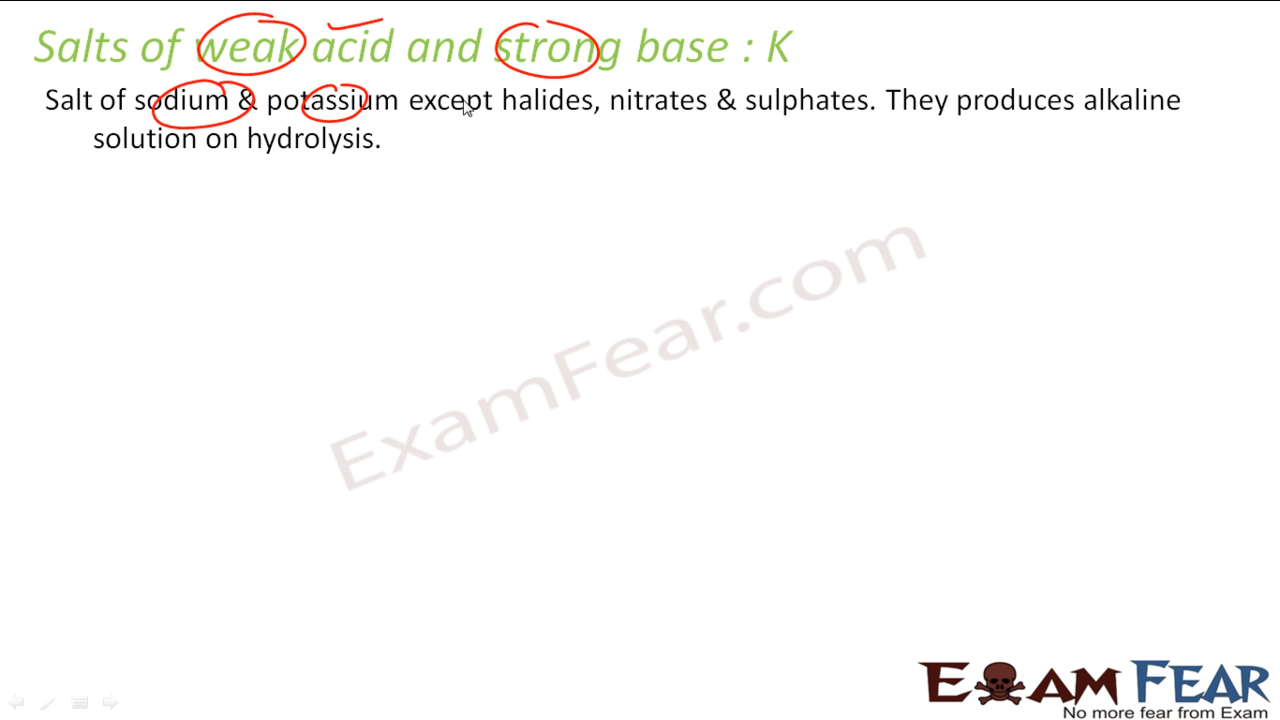 Salts of weak acid and strong base : K
Salt of sodium & potassium except halides, nitrates & sulphates. They produces alkaline
solution on hydrolysis.
ExamFear.com
EXAM FEAR
No more fear from Exam